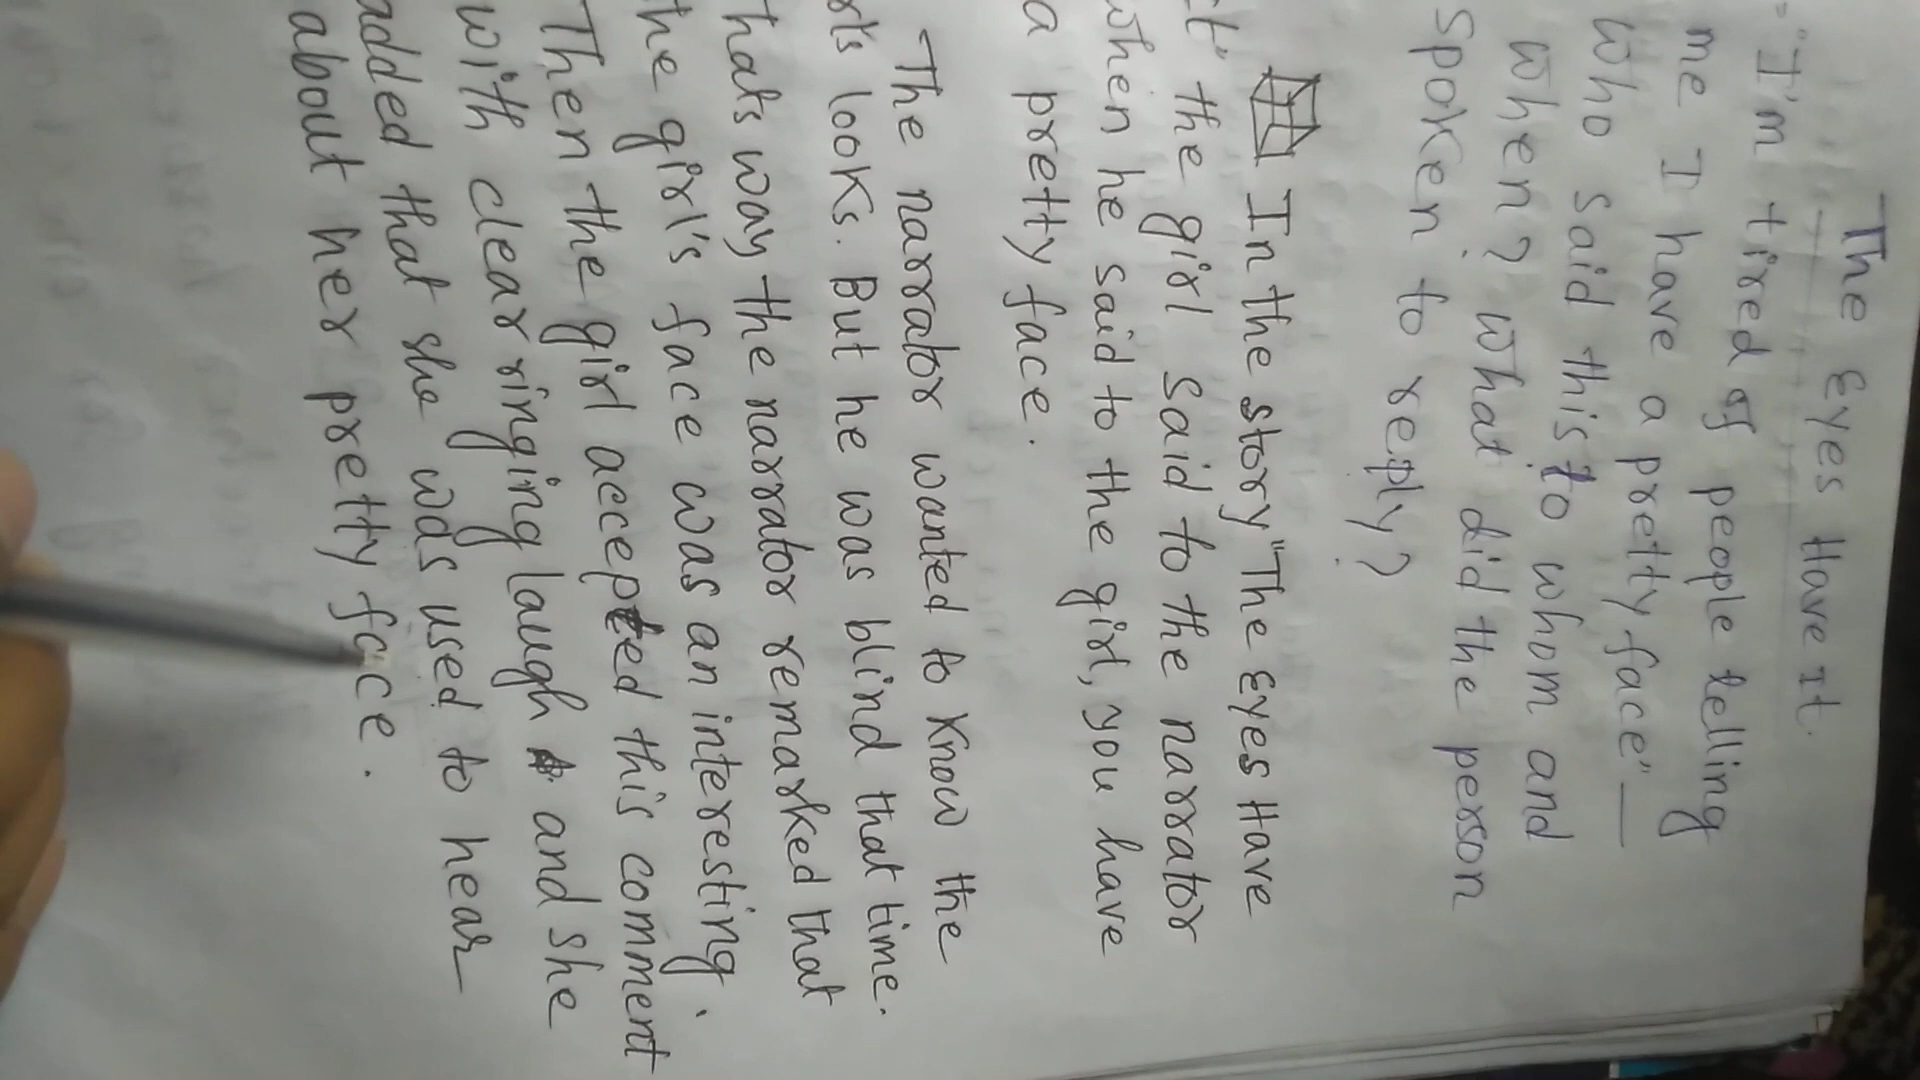 The Eyes Have It.
"I'm tired of people telling
me I have a pretty face"—
Who said this to whom and
when? What did the person
spoken to reply?
In the story "The Eyes Have
It" the girl said to the narrator
when he said to the girl, you have
a pretty face.
The narrator wanted to know the
looks. But he was blind that time.
thats way the narrator remarked that
the girl's face was an interesting.
Then the girl accepted this comment
with clear ringing laugh and she
added that she was used to hear
about her pretty face.